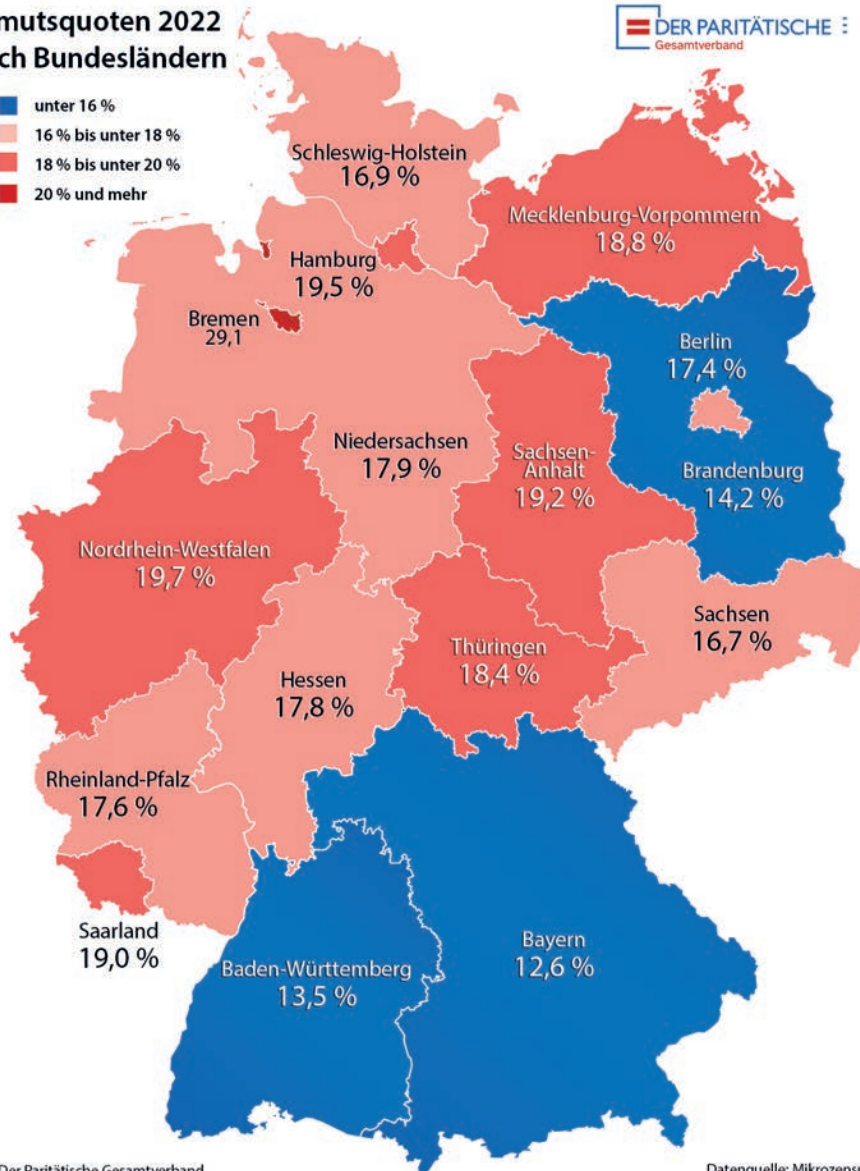 mutsquoten 2022
ch Bundesländern
DER PARITÄTISCHE
Gesamtverband
unter 16 %
16 % bis unter 18 %
18 % bis unter 20 %
20 % und mehr
Schleswig-Holstein
16,9 %
Mecklenburg-Vorpommern
18,8 %
Hamburg
19,5 %
Bremen
29,1
Berlin
17,4 %
Niedersachsen
17,9 %
Sachsen-
Anhalt
19,2 %
Brandenburg
14,2 %
Nordrhein-Westfalen
19,7 %
Sachsen
16,7 %
Thüringen
18,4 %
Hessen
17,8 %
Rheinland-Pfalz
17,6 %
Saarland
19,0 %
Baden-Württemberg
13,5 %
Bayern
12,6 %
Der Paritätische Gesamtverband
Datenquelle: Mikrozens